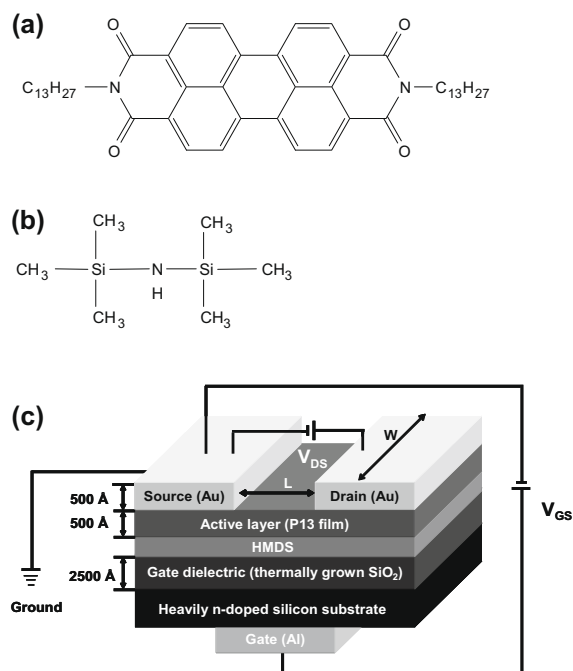 (a)
O O
C13H27 N N C13H27
O O
(b)
CH3 CH3
CH3 Si N Si CH3
H
CH3 CH3
(c)
W
VDS
500 Å Source (Au) L Drain (Au)
VGS
500 Å Active layer (P13 film)
HMDS
2500 Å Gate dielectric (thermally grown SiO2)
Ground
Heavily n-doped silicon substrate
Gate (Al)